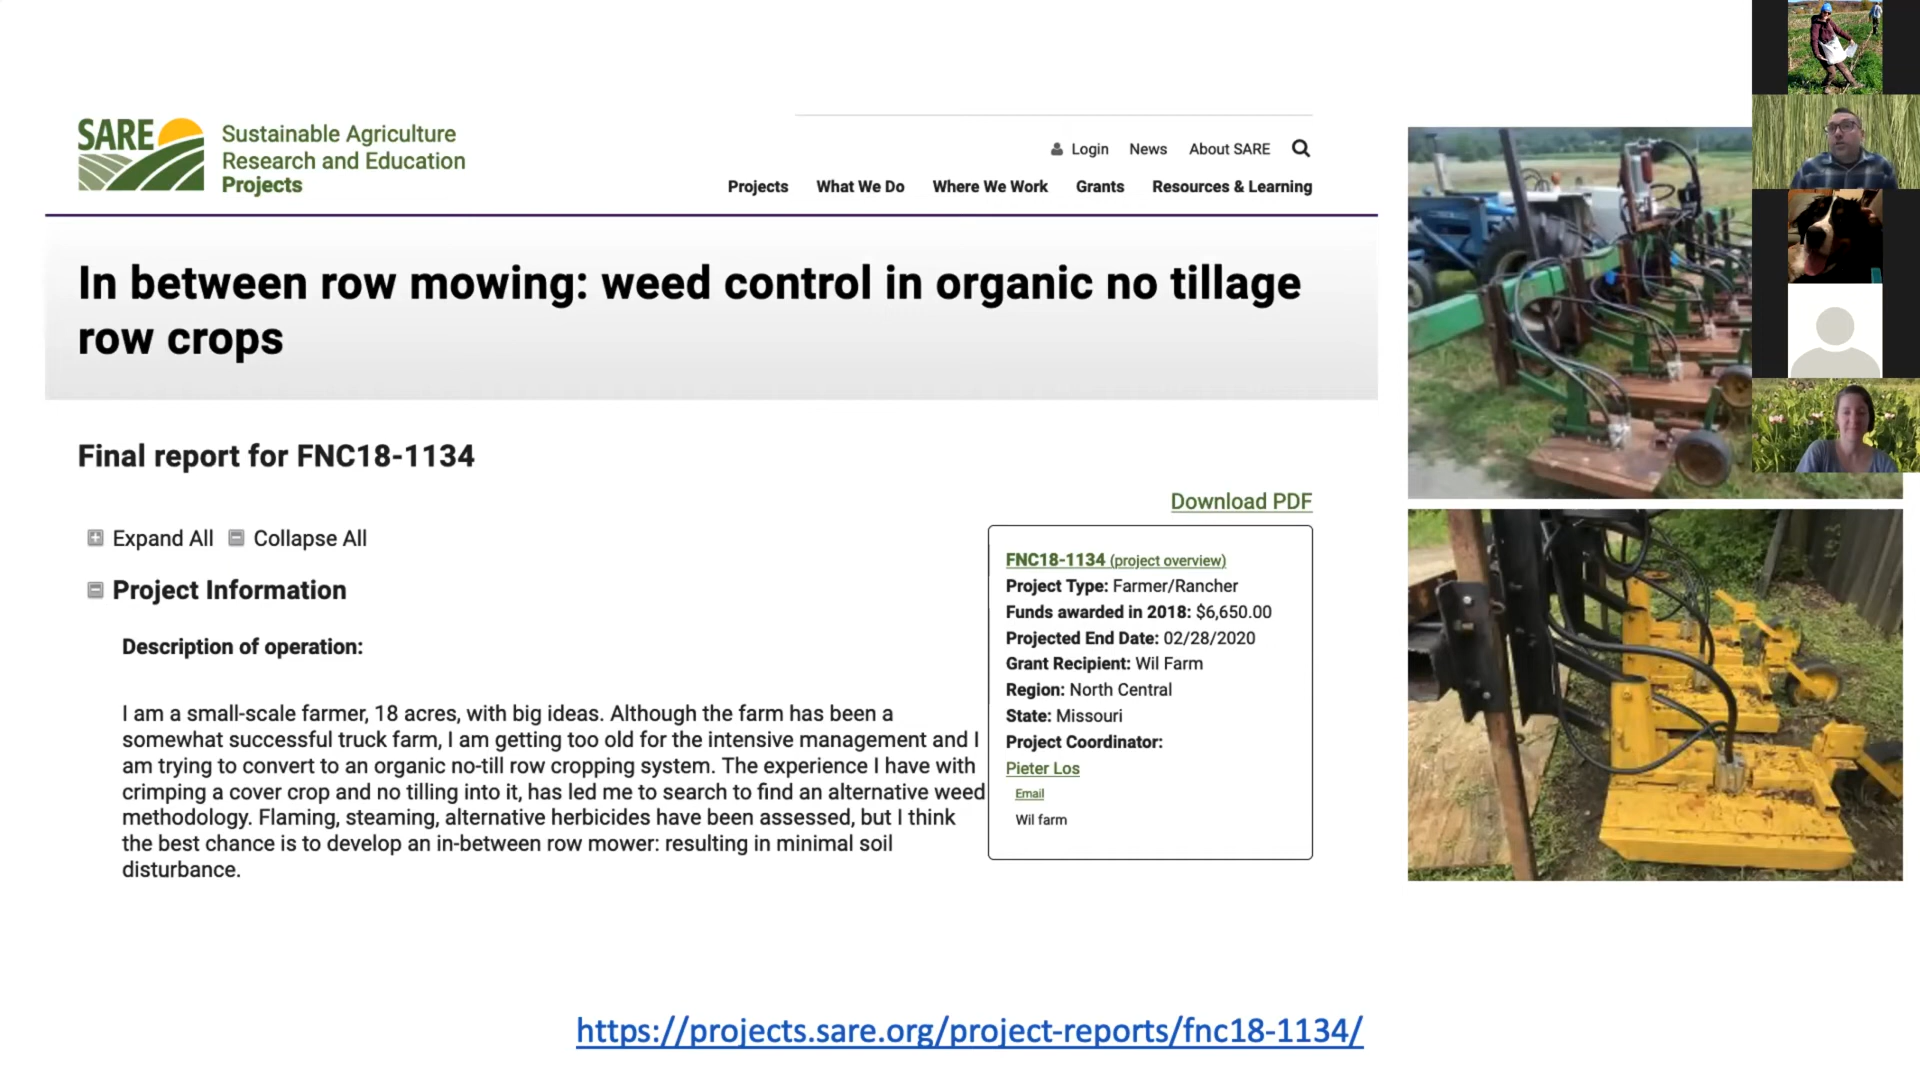 SARE
Sustainable Agriculture
Research and Education
Projects
Login News About SARE
Projects What We Do Where We Work Grants Resources & Learning
In between row mowing: weed control in organic no tillage
row crops
Final report for FNC18-1134
Download PDF
Expand All Collapse All
Project Information
Description of operation:
I am a small-scale farmer, 18 acres, with big ideas. Although the farm has been a
somewhat successful truck farm, I am getting too old for the intensive management and I
am trying to convert to an organic no-till row cropping system. The experience I have with
crimping a cover crop and no tilling into it, has led me to search to find an alternative weed
methodology. Flaming, steaming, alternative herbicides have been assessed, but I think
the best chance is to develop an in-between row mower: resulting in minimal soil
disturbance.
FNC18-1134 (project overview)
Project Type: Farmer/Rancher
Funds awarded in 2018: $6,650.00
Projected End Date: 02/28/2020
Grant Recipient: Wil Farm
Region: North Central
State: Missouri
Project Coordinator:
Pieter Los
Email
Wil farm
https://projects.sare.org/project-reports/fnc18-1134/